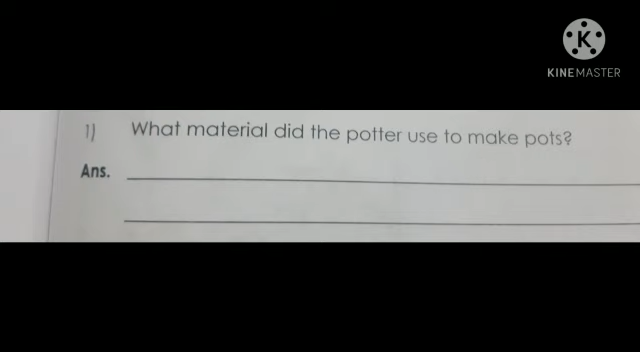 K
KINEMASTER
1) What material did the potter use to make pots?
Ans.